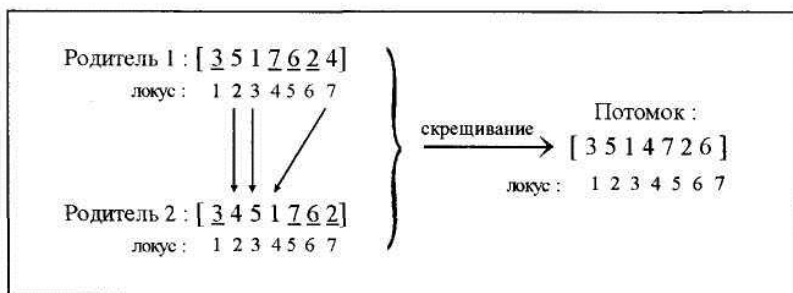 Родитель 1 : [ 3 5 1 7 6 2 4]
локус : 1 2 3 4 5 6 7
скрещивание
Потомок :
[ 3 5 1 4 7 2 6 ]
локус : 1 2 3 4 5 6 7
Родитель 2 : [ 3 4 5 1 7 6 2]
локус : 1 2 3 4 5 6 7